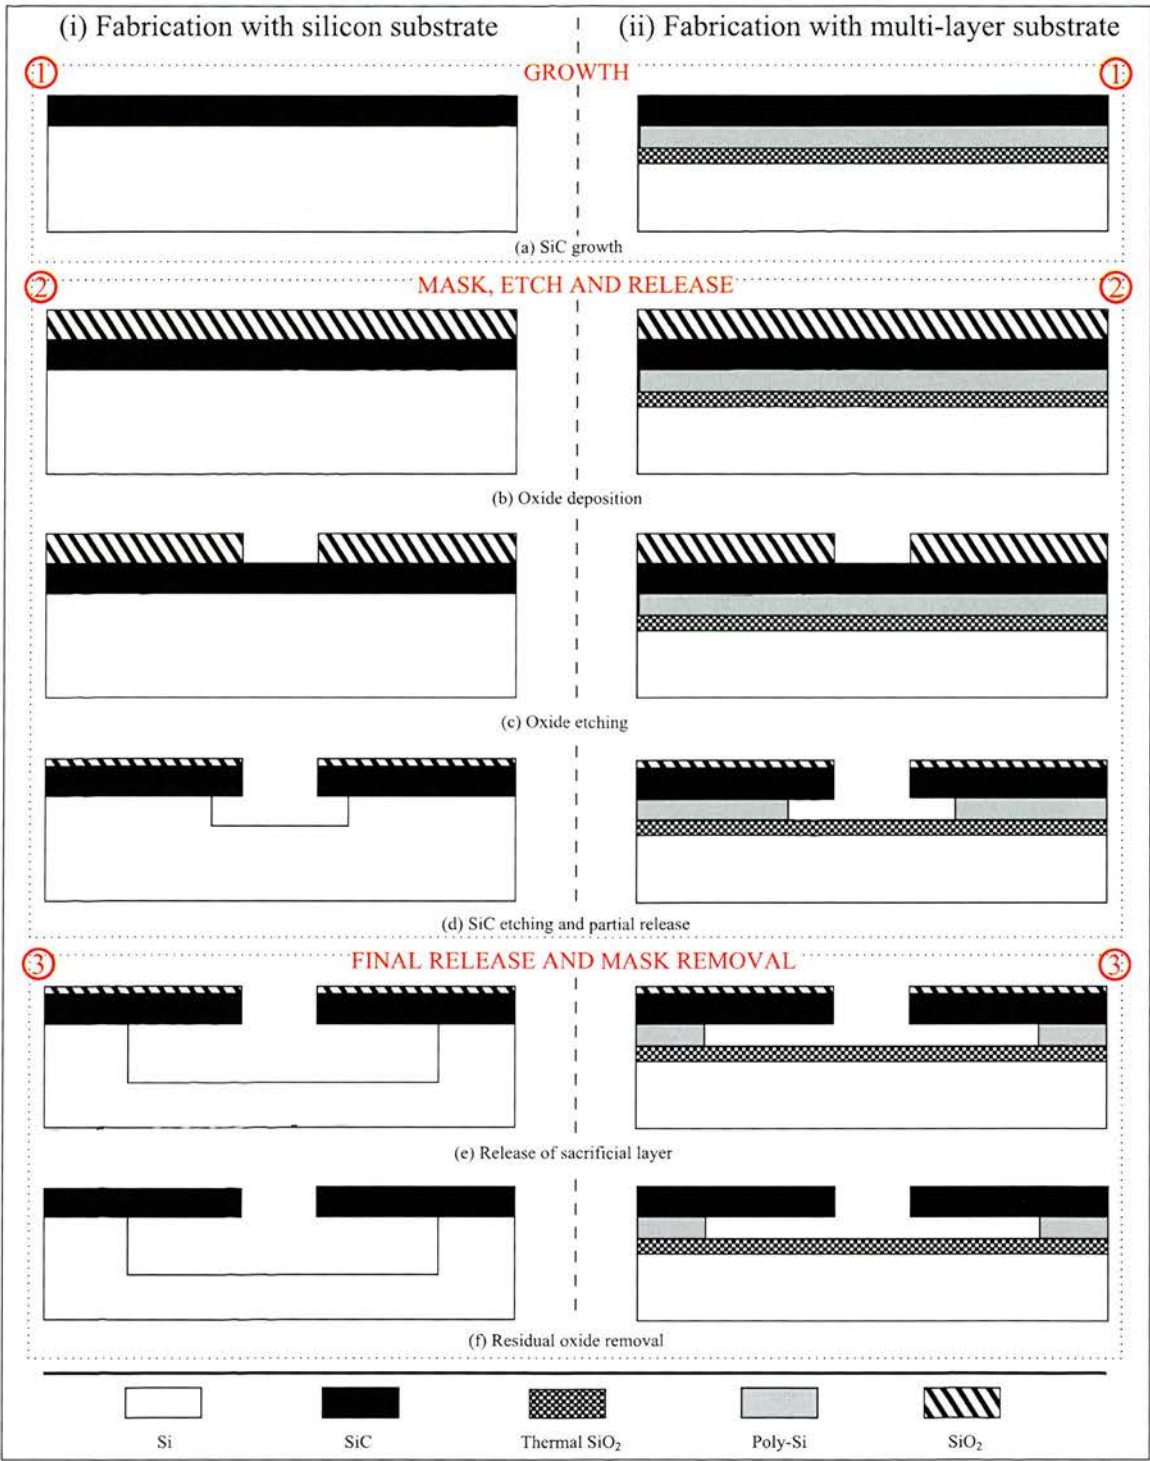 (i) Fabrication with silicon substrate
(ii) Fabrication with multi-layer substrate
1 GROWTH 1
(a) SiC growth
2 MASK, ETCH AND RELEASE 2
(b) Oxide deposition
(c) Oxide etching
(d) SiC etching and partial release
3 FINAL RELEASE AND MASK REMOVAL 3
(e) Release of sacrificial layer
(f) Residual oxide removal
Si SiC Thermal SiO₂ Poly-Si SiO₂